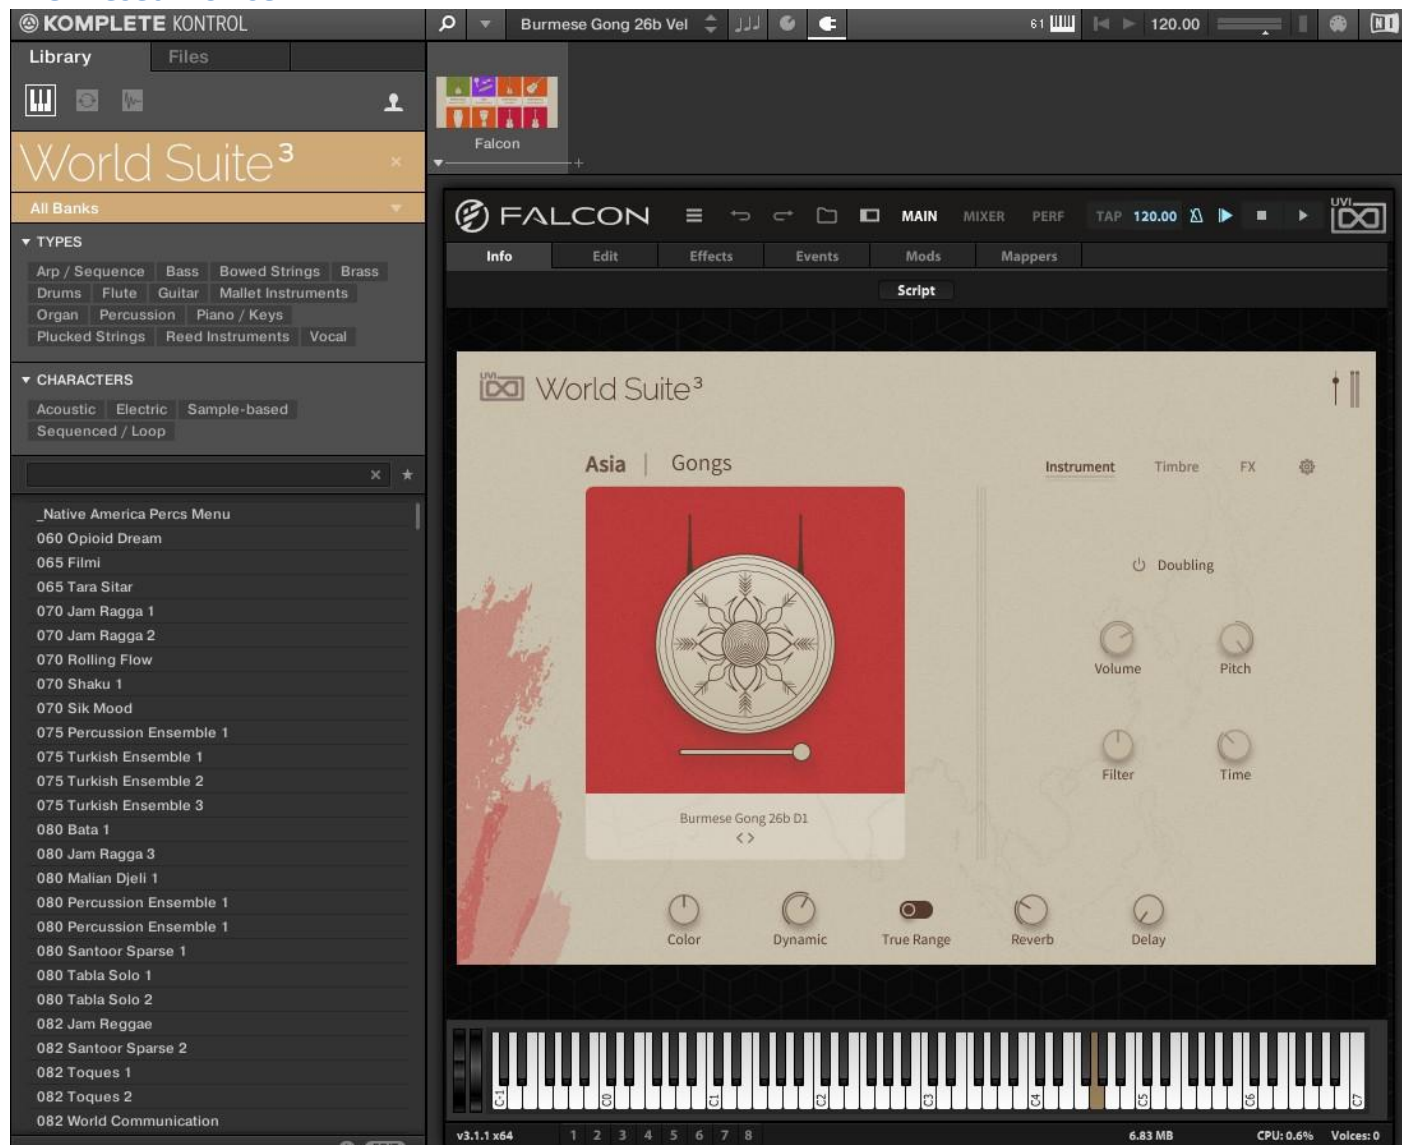 KOMPLETE KONTROL
Burmese Gong 26b Vel
61
120.00
Library Files
World Suite³
All Banks
TYPES
Arp / Sequence Bass Bowed Strings Brass
Drums Flute Guitar Mallet Instruments
Organ Percussion Piano / Keys
Plucked Strings Reed Instruments Vocal
CHARACTERS
Acoustic Electric Sample-based
Sequenced / Loop
_Native America Percs Menu
060 Opioid Dream
065 Filmi
065 Tara Sitar
070 Jam Ragga 1
070 Jam Ragga 2
070 Rolling Flow
070 Shaku 1
070 Sik Mood
075 Percussion Ensemble 1
075 Turkish Ensemble 1
075 Turkish Ensemble 2
075 Turkish Ensemble 3
080 Bata 1
080 Jam Ragga 3
080 Malian Djeli 1
080 Percussion Ensemble 1
080 Percussion Ensemble 1
080 Santoor Sparse 1
080 Tabla Solo 1
080 Tabla Solo 2
082 Jam Reggae
082 Santoor Sparse 2
082 Toques 1
082 Toques 2
082 World Communication
Falcon
FALCON MAIN MIXER PERF TAP 120.00 UVI
Info Edit Effects Events Mods Mappers
Script
UVI World Suite³
Asia | Gongs
Instrument Timbre FX
Doubling
Volume Pitch
Filter Time
Burmese Gong 26b D1
Color Dynamic True Range Reverb Delay
C-1 C0 C1 C2 C3 C4 C5 C6 C7
v3.1.1 x64 1 2 3 4 5 6 7 8 6.83 MB CPU: 0.6% Voices: 0